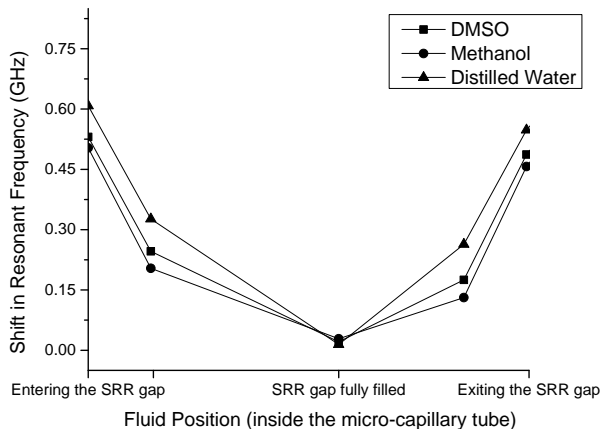 DMSO
Methanol
Distilled Water
Shift in Resonant Frequency (GHz)
0.75
0.60
0.45
0.30
0.15
0.00
Entering the SRR gap
SRR gap fully filled
Exiting the SRR gap
Fluid Position (inside the micro-capillary tube)